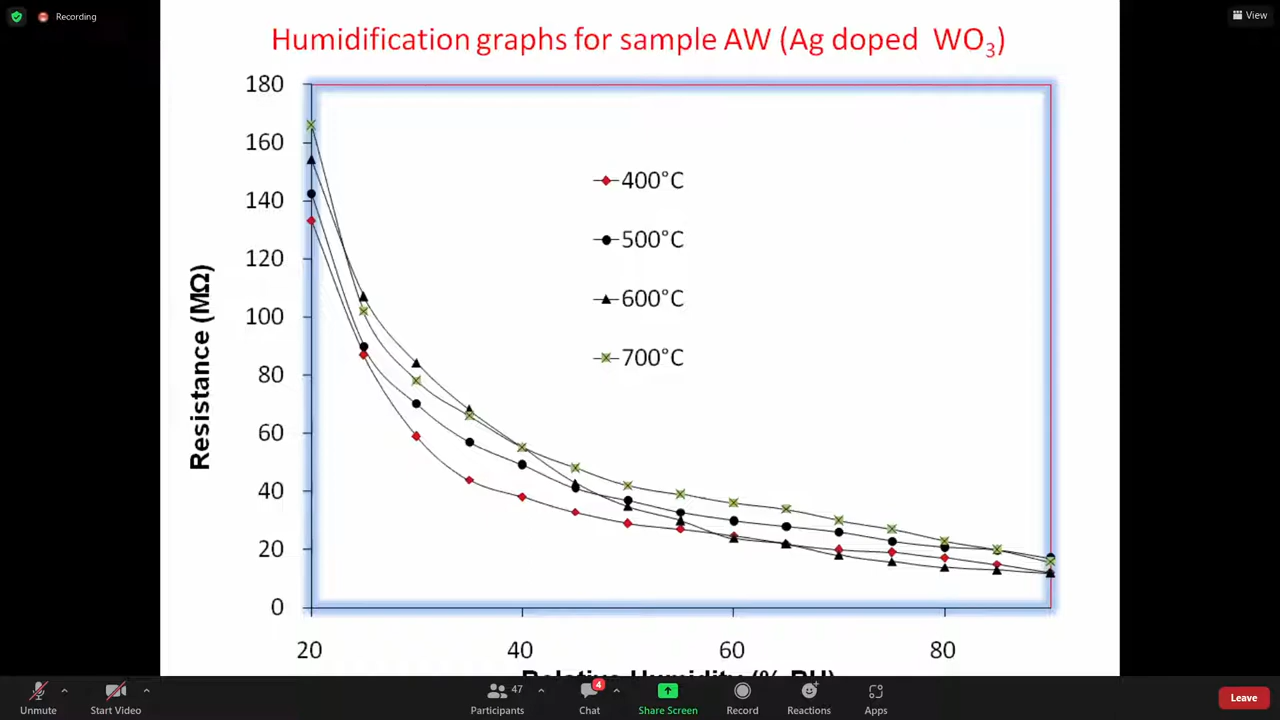 Recording
View
Humidification graphs for sample AW (Ag doped WO₃)
180
160
140
120
100
80
60
40
20
0
Resistance (MΩ)
400°C
500°C
600°C
700°C
20
40
60
80
Relative Humidity (% RH)
Unmute
Start Video
47
Participants
4
Chat
Share Screen
Record
Reactions
Apps
Leave